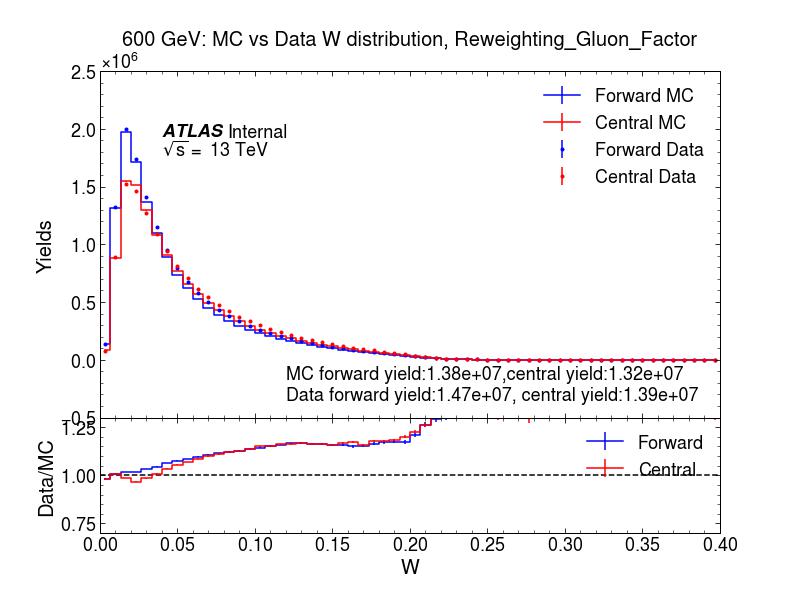 600 GeV: MC vs Data W distribution, Reweighting_Gluon_Factor
×10⁶
2.5
2.0
1.5
1.0
0.5
0.0
0.5
Yields
ATLAS Internal
√s = 13 TeV
Forward MC
Central MC
Forward Data
Central Data
MC forward yield:1.38e+07,central yield:1.32e+07
Data forward yield:1.47e+07, central yield:1.39e+07
1.25
1.00
0.75
Data/MC
Forward
Central
0.00 0.05 0.10 0.15 0.20 0.25 0.30 0.35 0.40
W